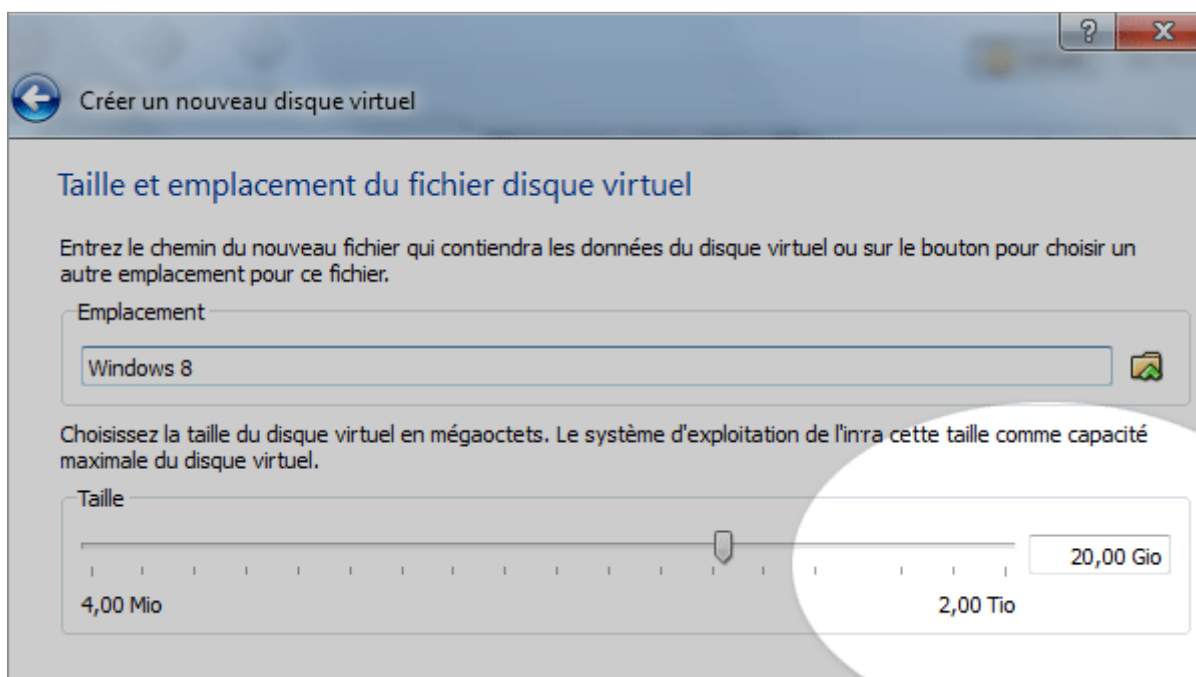 ?
Créer un nouveau disque virtuel
Taille et emplacement du fichier disque virtuel
Entrez le chemin du nouveau fichier qui contiendra les données du disque virtuel ou sur le bouton pour choisir un
autre emplacement pour ce fichier.
Emplacement
Windows 8
Choisissez la taille du disque virtuel en mégaoctets. Le système d'exploitation de l'in'ra cette taille comme capacité
maximale du disque virtuel.
Taille
20,00 Gio
4,00 Mio 2,00 Tio